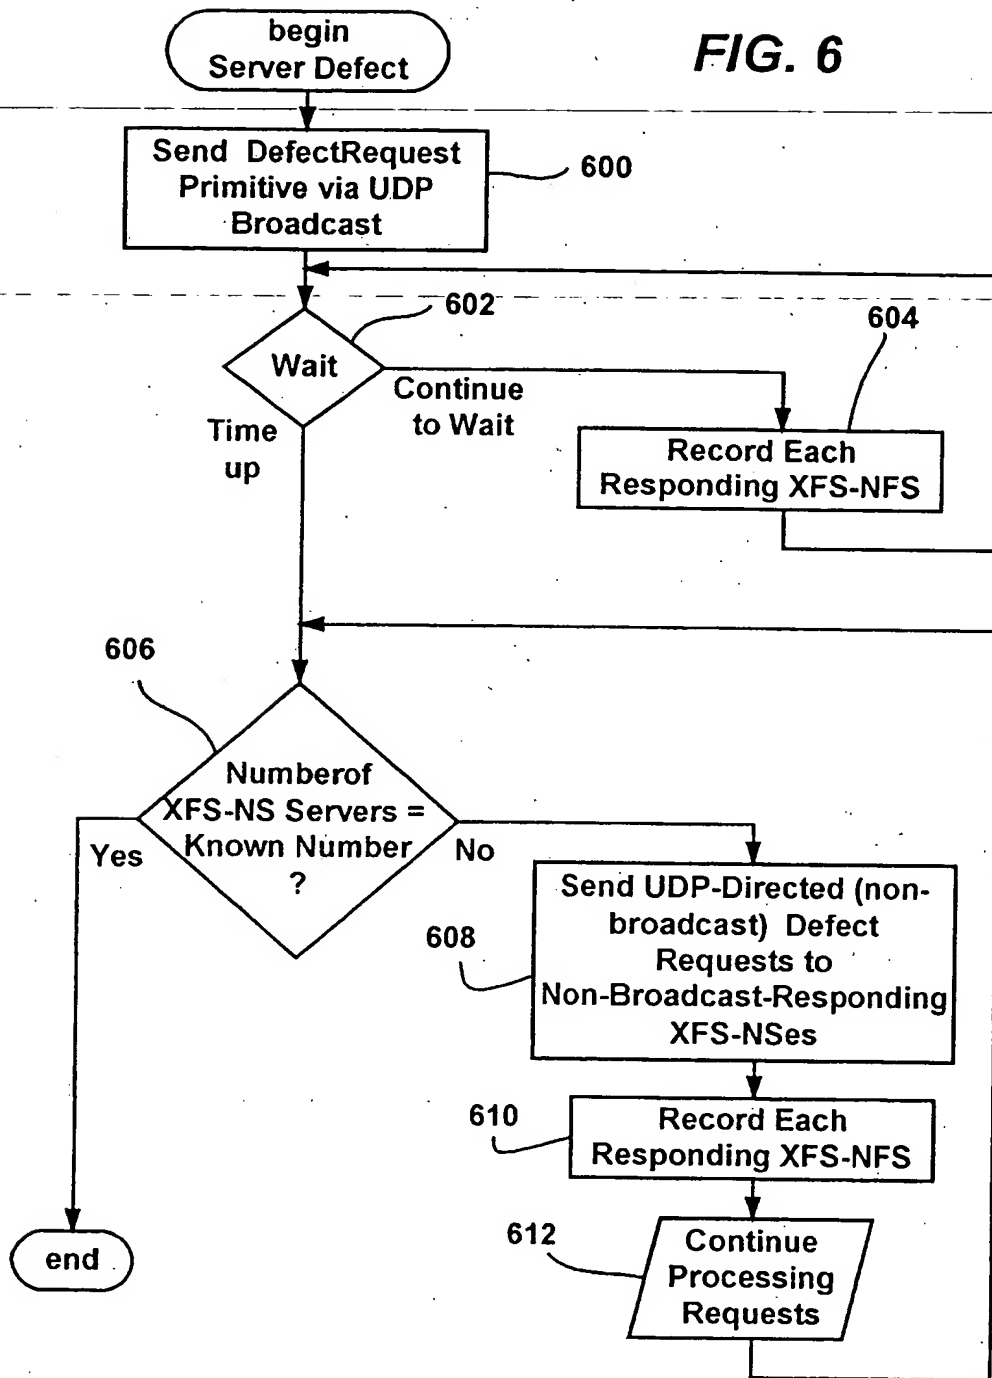 begin
Server Defect
FIG. 6
Send DefectRequest
Primitive via UDP
Broadcast
600
602
Wait
Continue
to Wait
Time
up
604
Record Each
Responding XFS-NFS
606
Numberof
XFS-NS Servers =
Known Number
?
Yes
No
608
Send UDP-Directed (non-
broadcast) Defect
Requests to
Non-Broadcast-Responding
XFS-NSes
610
Record Each
Responding XFS-NFS
612
Continue
Processing
Requests
end